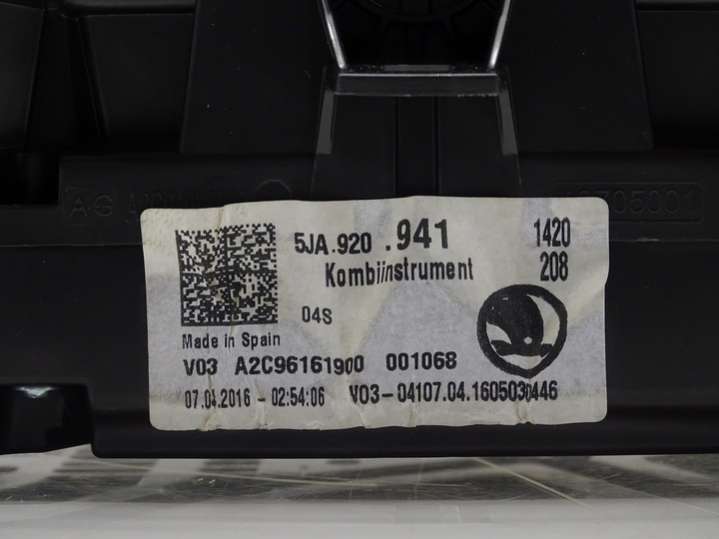 5JA.920 .941 1420
Kombiinstrument 208
04S
Made in Spain
V03 A2C96161900 001068
07.04.2016 - 02:54:06 V03-04107.04.1605030446